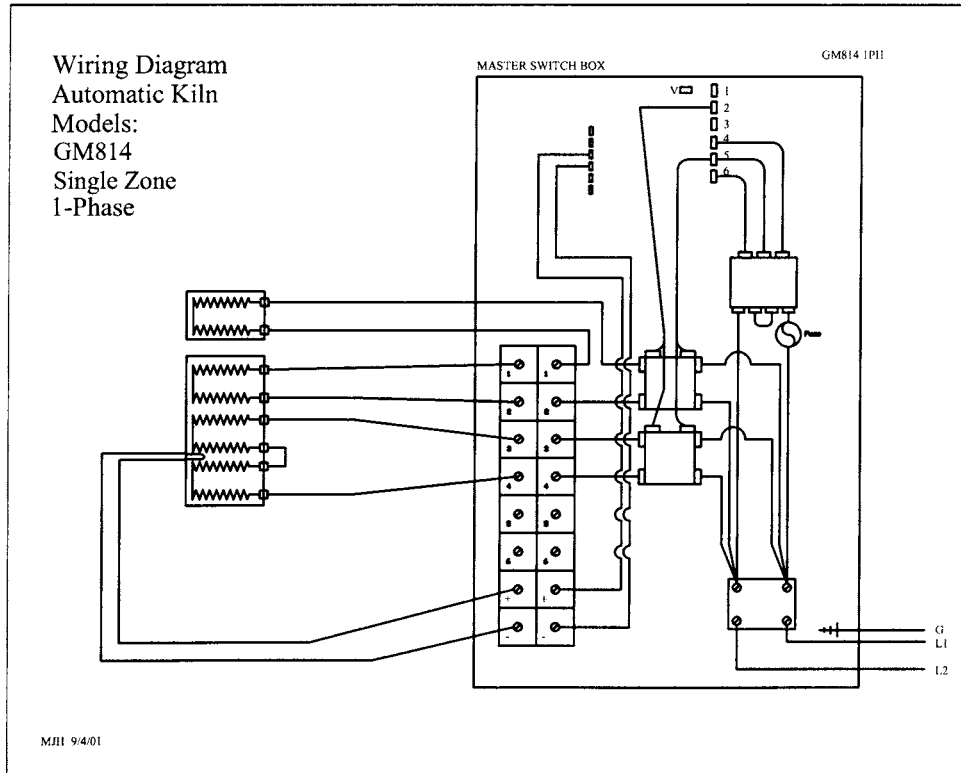 Wiring Diagram
Automatic Kiln
Models:
GM814
Single Zone
1-Phase
MASTER SWITCH BOX
GM814 1PH
V
1
2
3
4
5
6
Fuse
1 1
2 2
3 3
4 4
5 5
6 6
+ +
- -
G
L1
L2
MJH 9/4/01